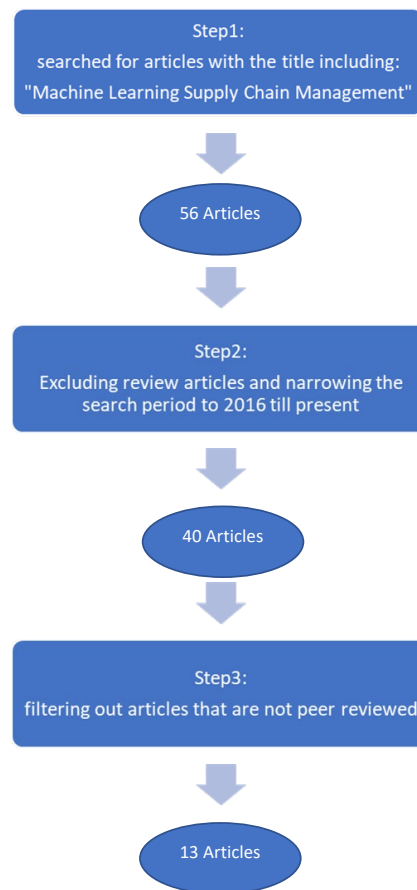 Step1:
searched for articles with the title including:
"Machine Learning Supply Chain Management"
56 Articles
Step2:
Excluding review articles and narrowing the
search period to 2016 till present
40 Articles
Step3:
filtering out articles that are not peer reviewed
13 Articles